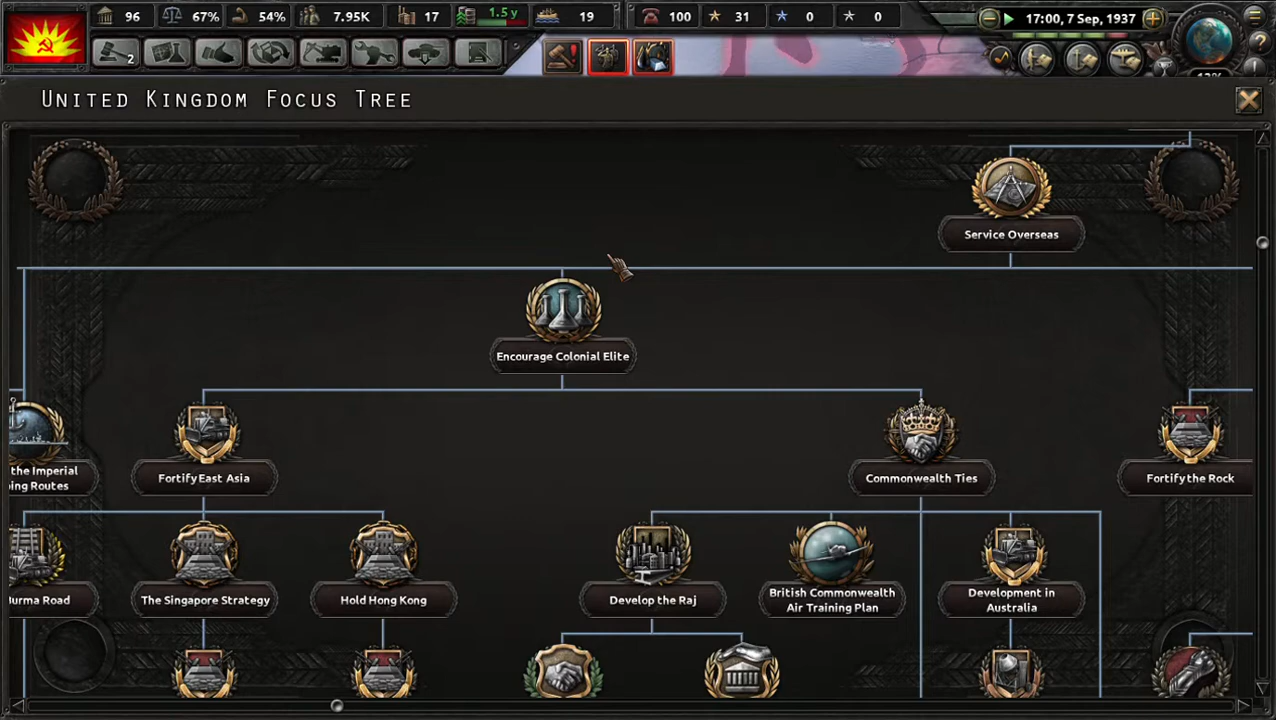 96 67% 54% 7.95K 17 1.5 y 19 100 31 0 0 17:00, 7 Sep, 1937
2
United Kingdom Focus Tree
Service Overseas
Encourage Colonial Elite
the Imperial
ing Routes
Fortify East Asia
Commonwealth Ties
Fortify the Rock
Burma Road
The Singapore Strategy
Hold Hong Kong
Develop the Raj
British Commonwealth
Air Training Plan
Development in
Australia